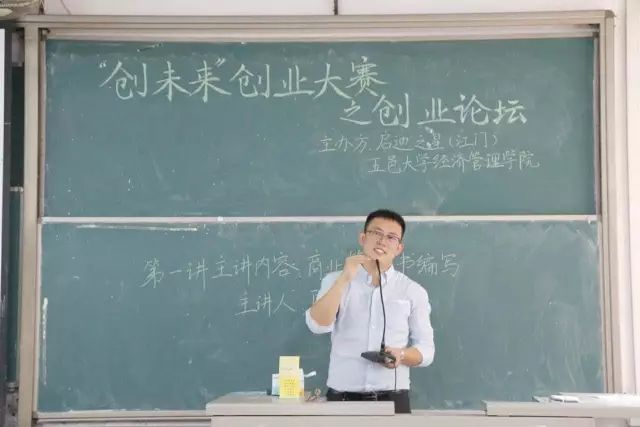 "创未来"创业大赛
之创业论坛
主办方:启迪之星(江门)
五邑大学经济管理学院
第一讲主讲内容:商业 书编写
主讲人